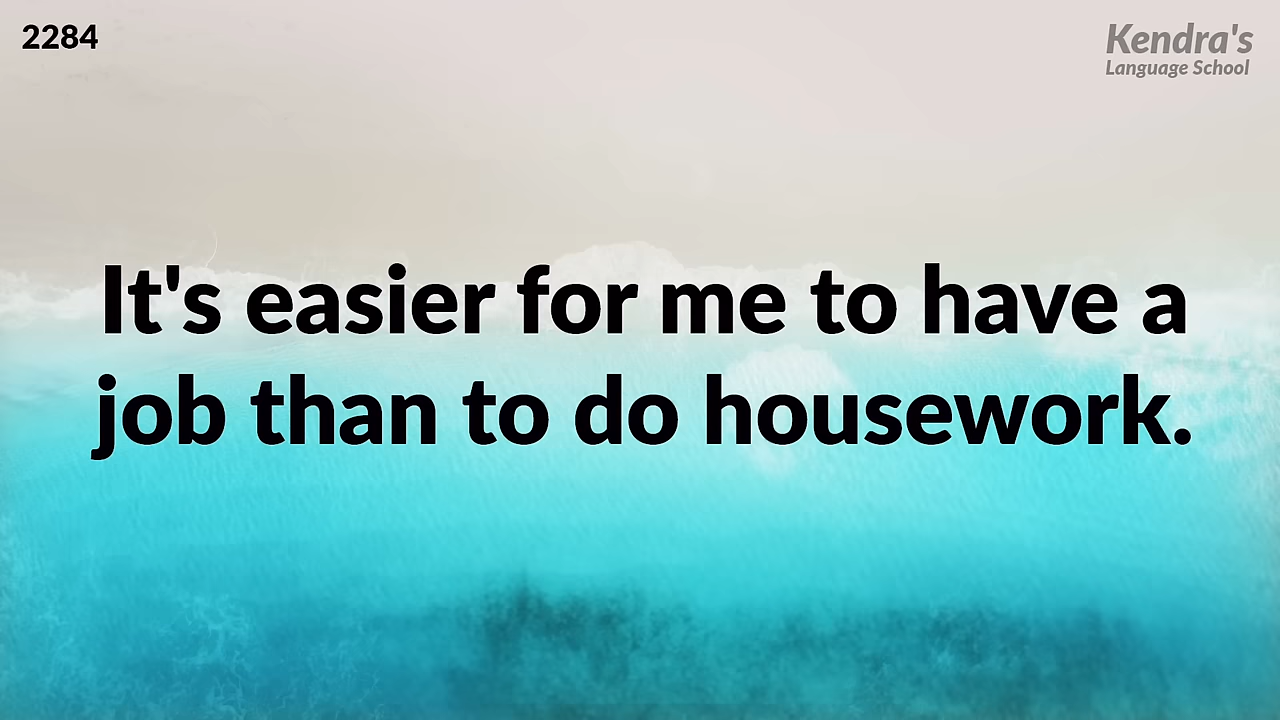 2284
Kendra's
Language School
It's easier for me to have a
job than to do housework.